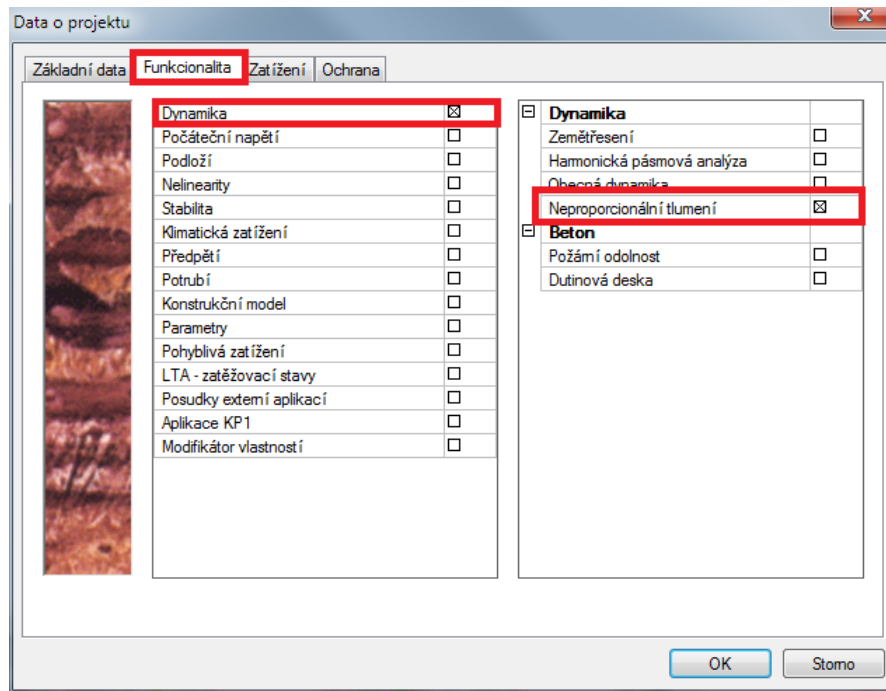 Data o projektu
Základní data Funkcionalita Zatížení Ochrana
Dynamika
Počáteční napětí
Podloží
Nelinearity
Stabilita
Klimatická zatížení
Předpětí
Potrubí
Konstrukční model
Parametry
Pohyblivá zatížení
LTA - zatěžovací stavy
Posudky externí aplikací
Aplikace KP1
Modifikátor vlastností
Dynamika
Zemětřesení
Harmonická pásmová analýza
Obecná dynamika
Neproporcionální tlumení
Beton
Požární odolnost
Dutinová deska
OK Storno